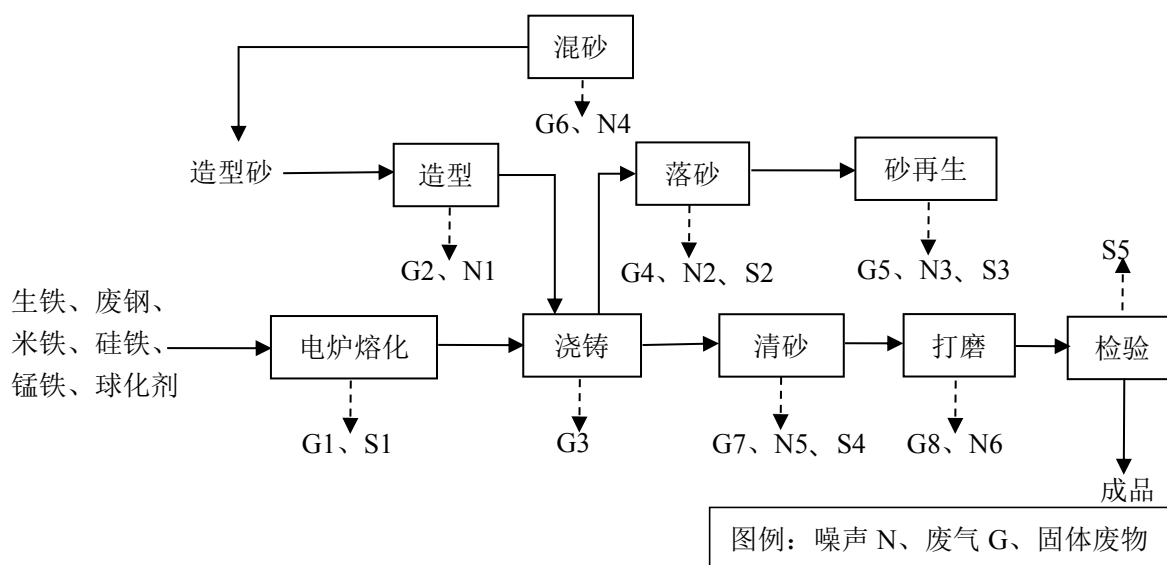 混砂
G6、N4
造型砂
造型
落砂
砂再生
G2、N1
G4、N2、S2
G5、N3、S3
S5
生铁、废钢、
米铁、硅铁、
锰铁、球化剂
电炉熔化
浇铸
清砂
打磨
检验
G1、S1
G3
G7、N5、S4
G8、N6
成品
图例：噪声 N、废气 G、固体废物